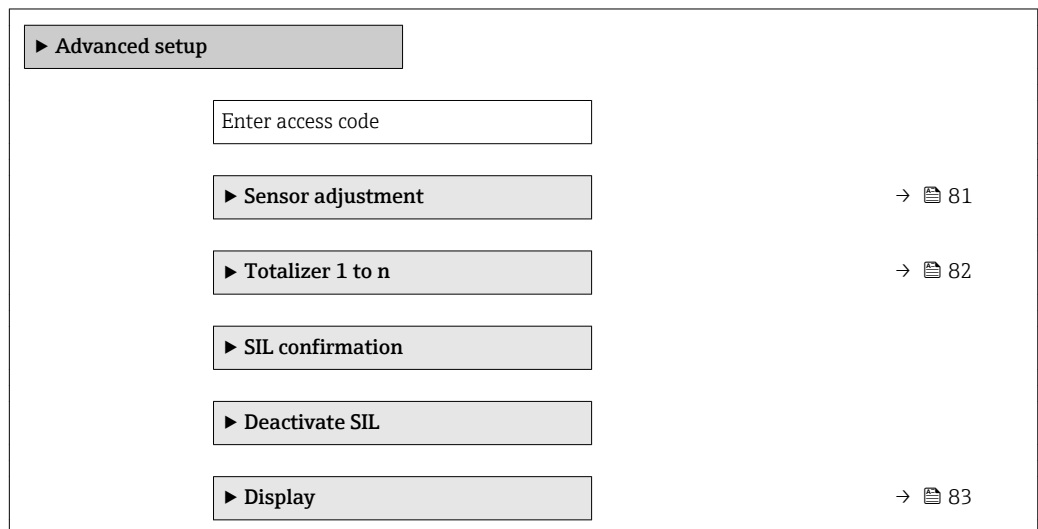 ▶ Advanced setup
Enter access code
▶ Sensor adjustment → 81
▶ Totalizer 1 to n → 82
▶ SIL confirmation
▶ Deactivate SIL
▶ Display → 83